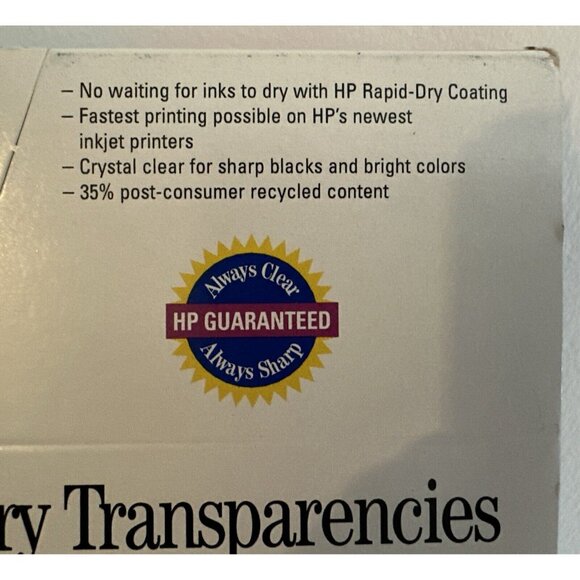 – No waiting for inks to dry with HP Rapid-Dry Coating
– Fastest printing possible on HP's newest
inkjet printers
– Crystal clear for sharp blacks and bright colors
– 35% post-consumer recycled content
Always Clear
HP GUARANTEED
Always Sharp
ry Transparencies